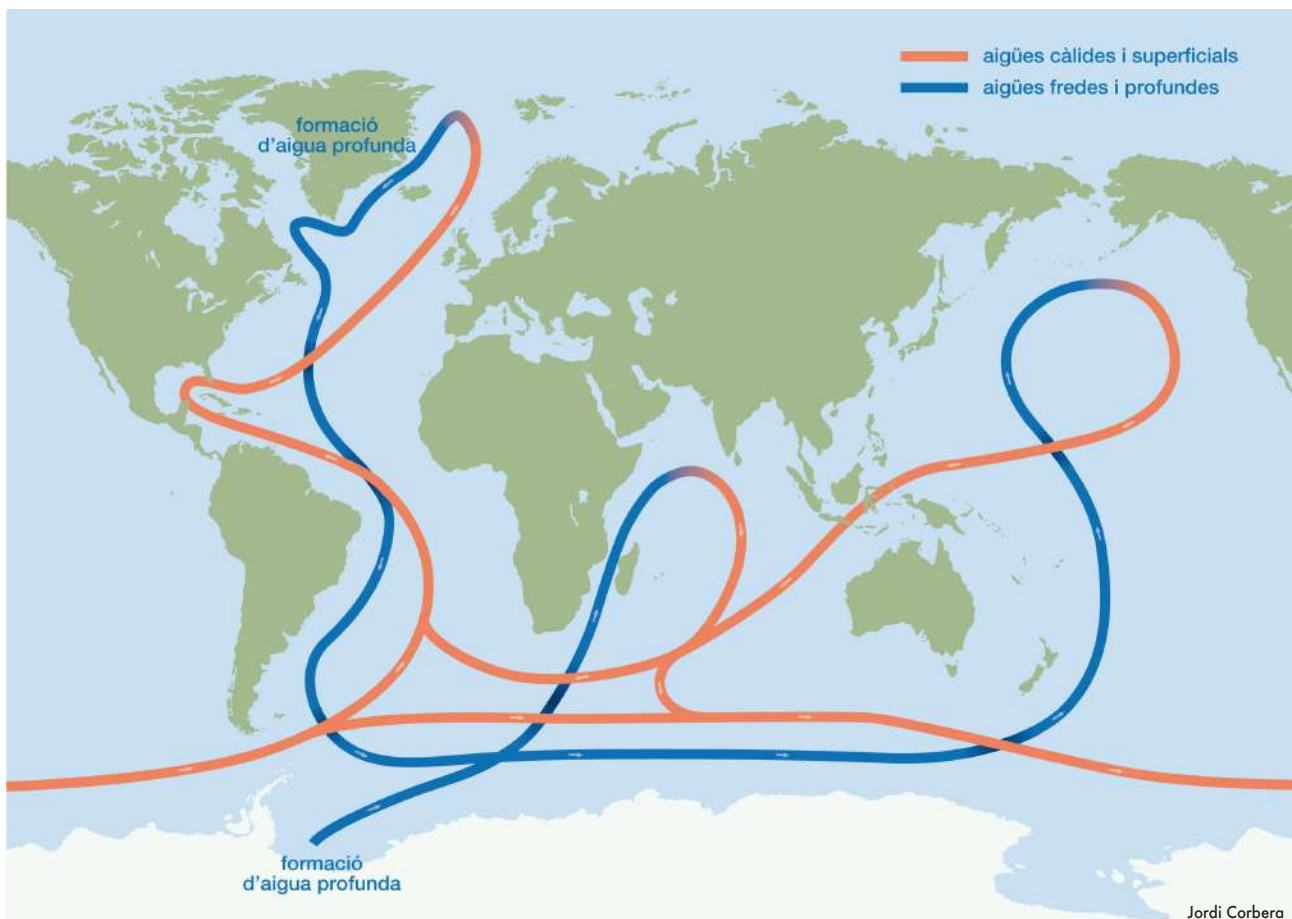 aigües càlides i superficials
aigües fredes i profundes
formació
d'aigua profunda
formació
d'aigua profunda
Jordi Corbera